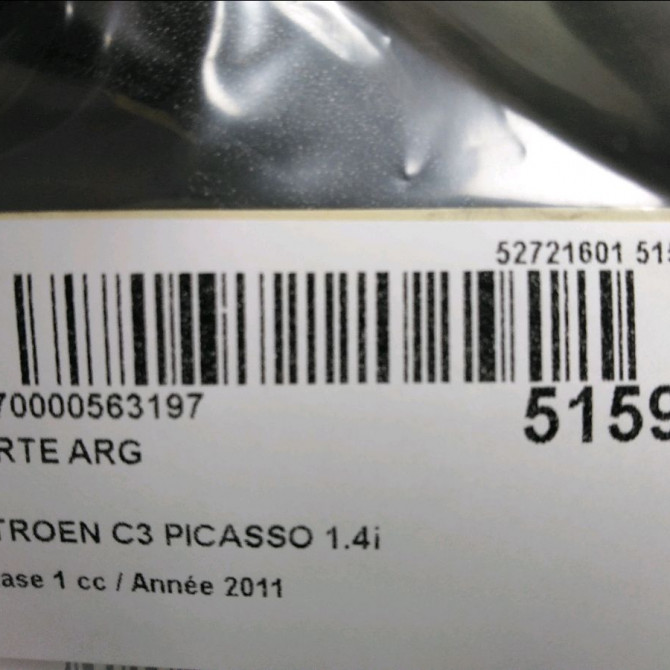 52721601 515
70000563197
5159
RTE ARG
TROEN C3 PICASSO 1.4i
ase 1 cc / Année 2011